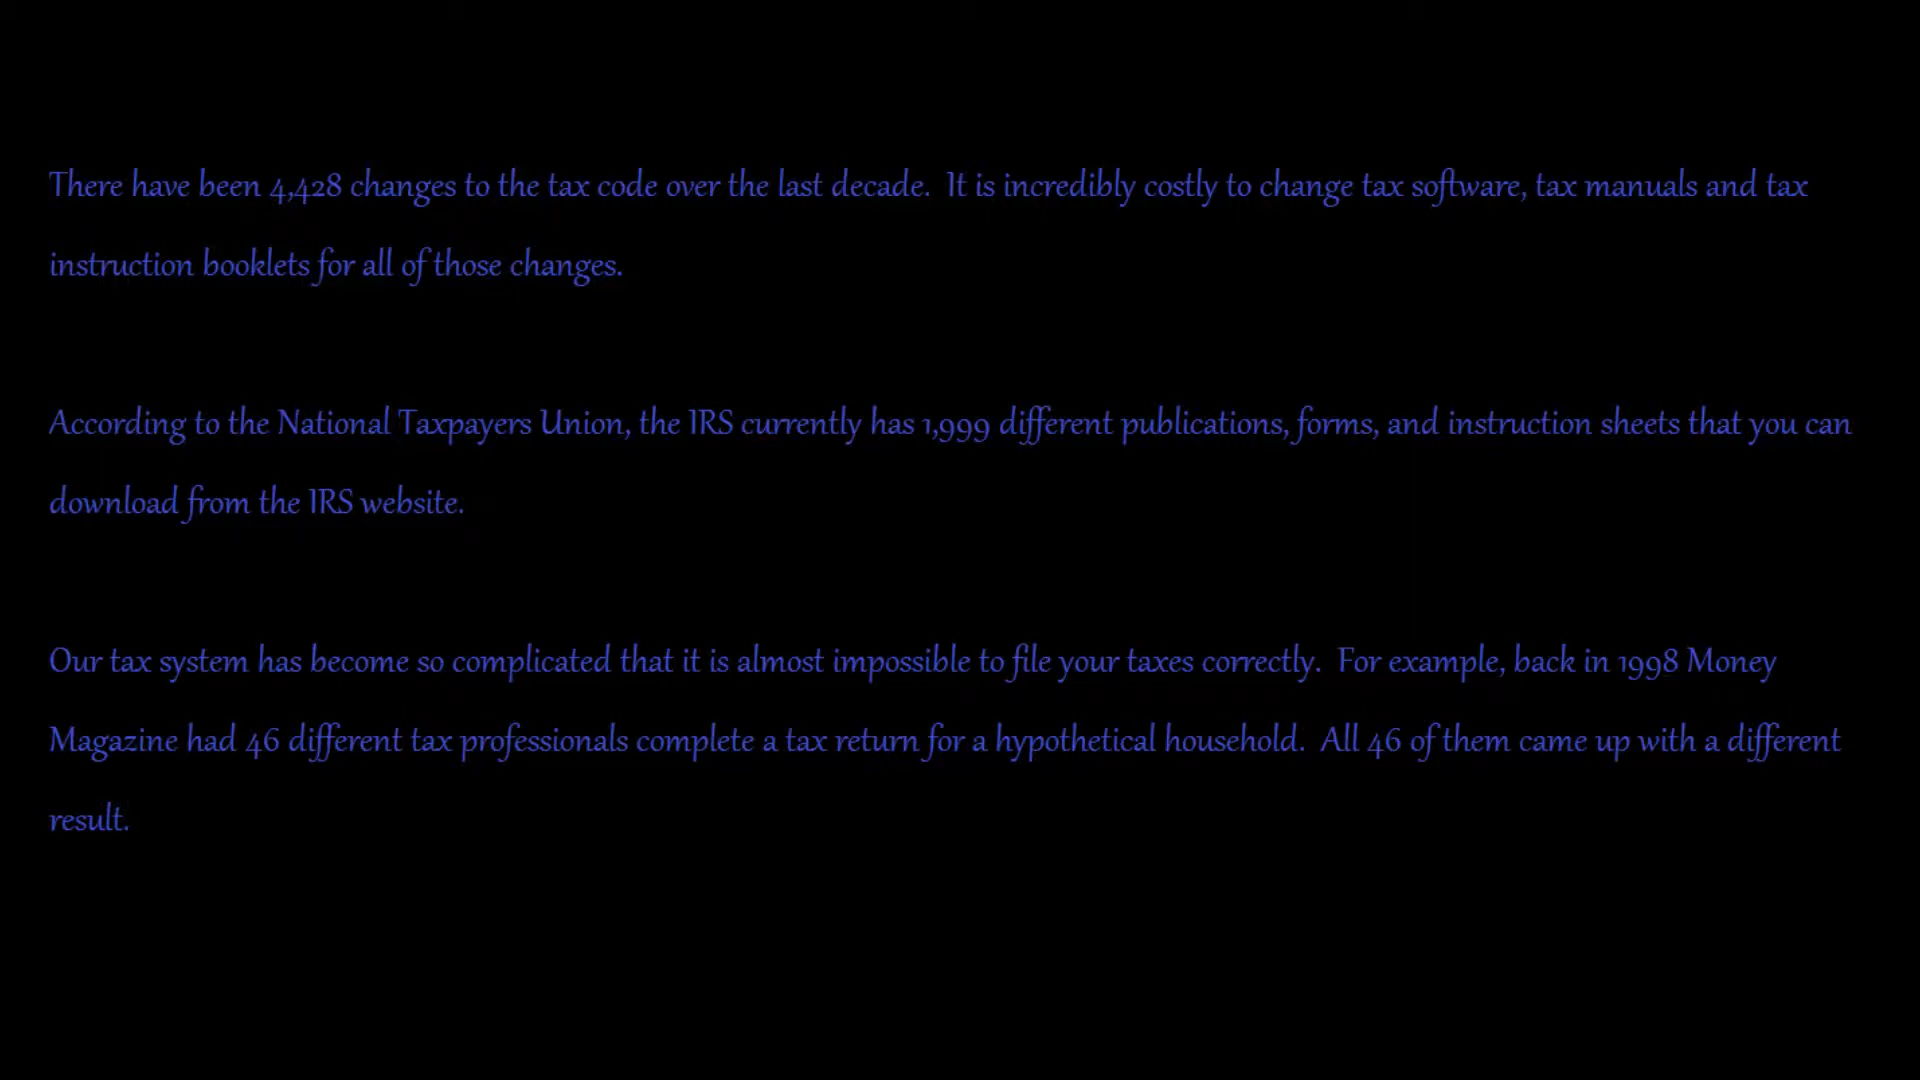 There have been 4,428 changes to the tax code over the last decade.  It is incredibly costly to change tax software, tax manuals and tax
instruction booklets for all of those changes.
According to the National Taxpayers Union, the IRS currently has 1,999 different publications, forms, and instruction sheets that you can
download from the IRS website.
Our tax system has become so complicated that it is almost impossible to file your taxes correctly.  For example, back in 1998 Money
Magazine had 46 different tax professionals complete a tax return for a hypothetical household.  All 46 of them came up with a different
result.